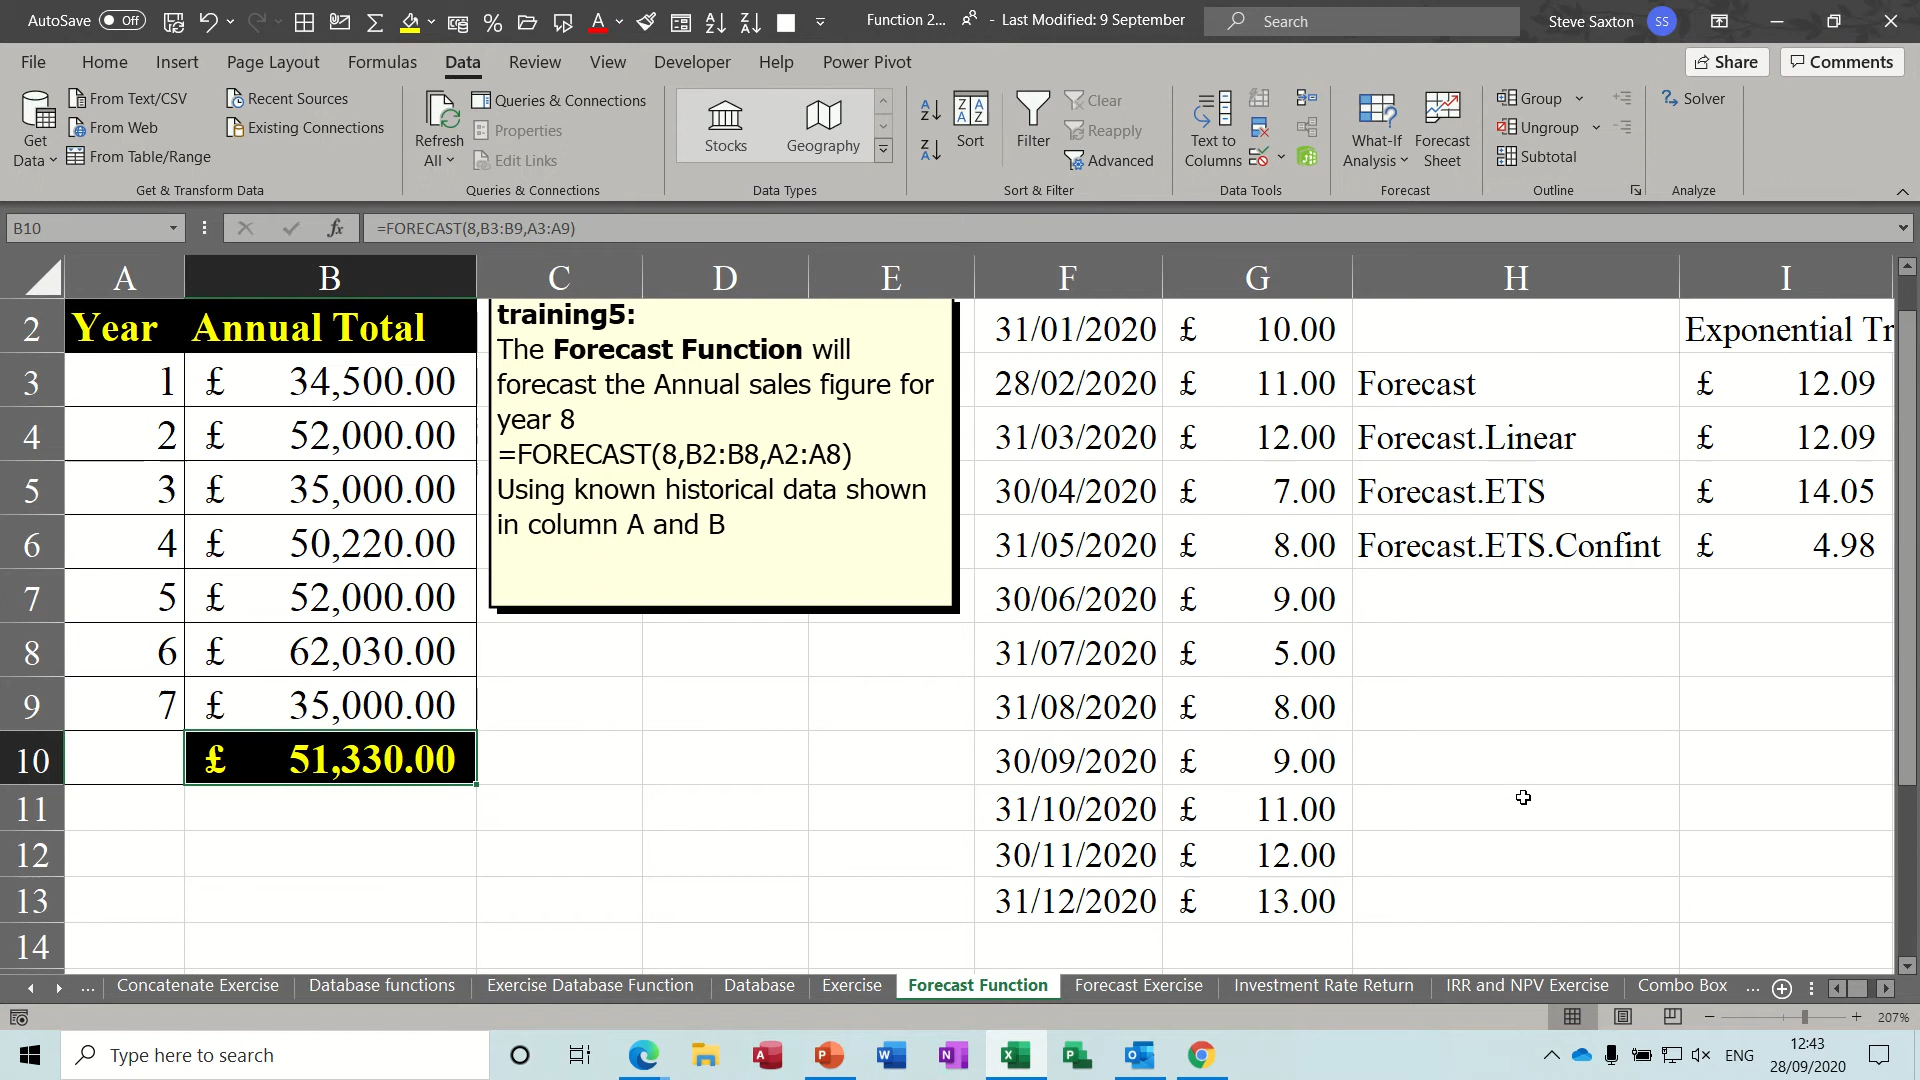 AutoSave Off Function 2... - Last Modified: 9 September Search Steve Saxton SS
File Home Insert Page Layout Formulas Data Review View Developer Help Power Pivot Share Comments
Get Data From Text/CSV From Web From Table/Range Recent Sources Existing Connections
Get & Transform Data
Refresh All Queries & Connections Properties Edit Links
Queries & Connections
Stocks Geography
Data Types
Sort Filter Clear Reapply Advanced
Sort & Filter
Text to Columns
Data Tools
What-If Analysis Forecast Sheet
Forecast
Group Ungroup Subtotal
Outline
Solver
Analyze
B10 fx =FORECAST(8,B3:B9,A3:A9)
A B C D E F G H I
2 Year Annual Total 31/01/2020 £ 10.00 Exponential Tr
3 1 £ 34,500.00 28/02/2020 £ 11.00 Forecast £ 12.09
4 2 £ 52,000.00 31/03/2020 £ 12.00 Forecast.Linear £ 12.09
5 3 £ 35,000.00 30/04/2020 £ 7.00 Forecast.ETS £ 14.05
6 4 £ 50,220.00 31/05/2020 £ 8.00 Forecast.ETS.Confint £ 4.98
7 5 £ 52,000.00 30/06/2020 £ 9.00
8 6 £ 62,030.00 31/07/2020 £ 5.00
9 7 £ 35,000.00 31/08/2020 £ 8.00
10 £ 51,330.00 30/09/2020 £ 9.00
11 31/10/2020 £ 11.00
12 30/11/2020 £ 12.00
13 31/12/2020 £ 13.00
14
training5:
The Forecast Function will
forecast the Annual sales figure for
year 8
=FORECAST(8,B2:B8,A2:A8)
Using known historical data shown
in column A and B
... Concatenate Exercise Database functions Exercise Database Function Database Exercise Forecast Function Forecast Exercise Investment Rate Return IRR and NPV Exercise Combo Box ...
207%
Type here to search ENG 12:43
28/09/2020